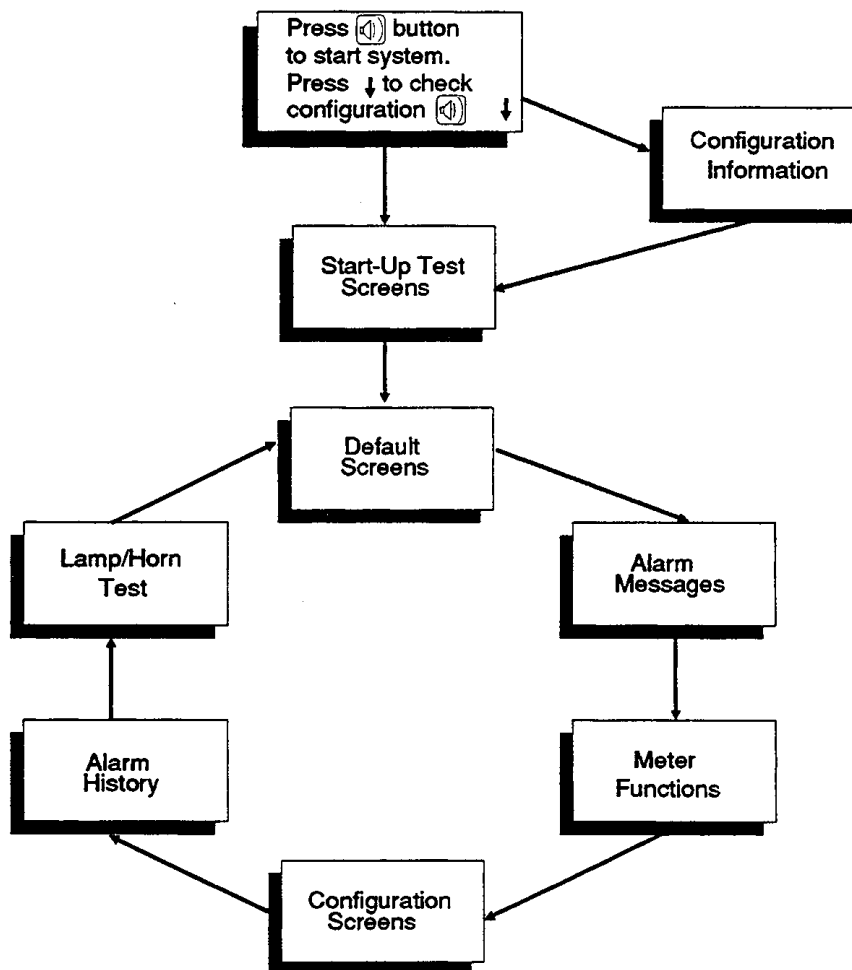 Press button
to start system.
Press ↓ to check
configuration ↓
Configuration
Information
Start-Up Test
Screens
Default
Screens
Lamp/Horn
Test
Alarm
Messages
Alarm
History
Meter
Functions
Configuration
Screens